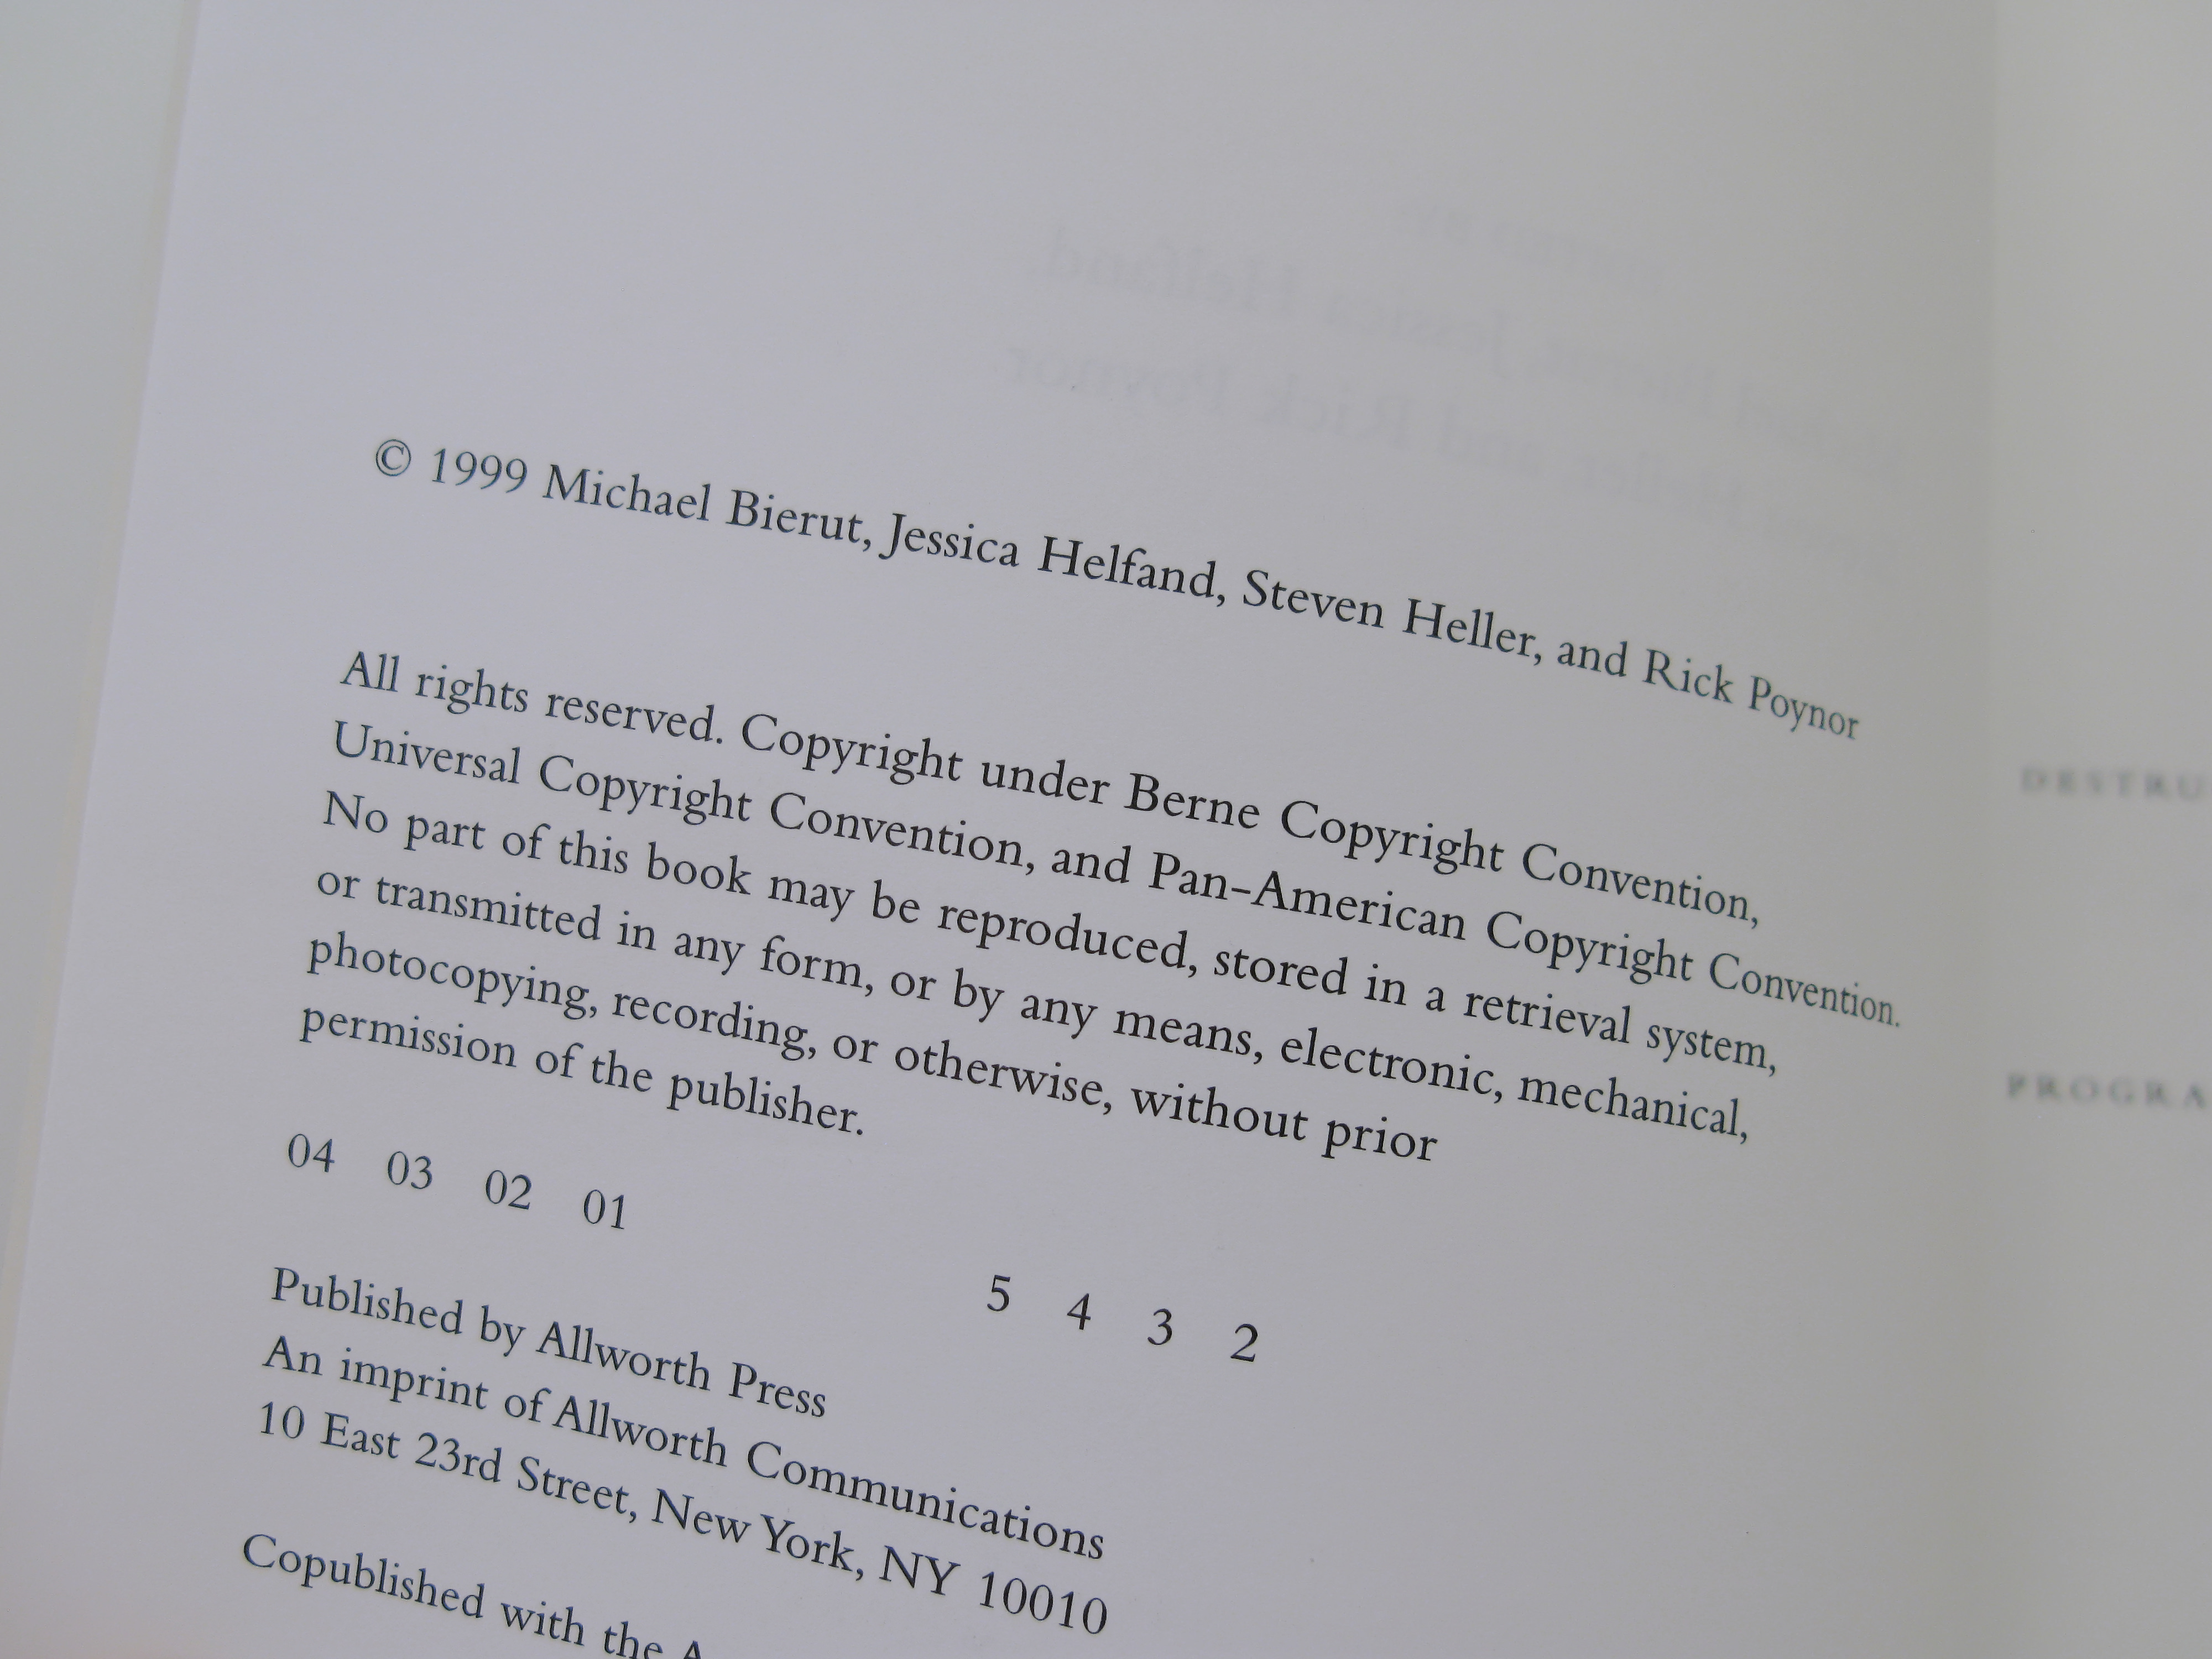 © 1999 Michael Bierut, Jessica Helfand, Steven Heller, and Rick Poynor
All rights reserved. Copyright under Berne Copyright Convention,
Universal Copyright Convention, and Pan-American Copyright Convention.
No part of this book may be reproduced, stored in a retrieval system,
or transmitted in any form, or by any means, electronic, mechanical,
photocopying, recording, or otherwise, without prior
permission of the publisher.
04 03 02 01 5 4 3 2
Published by Allworth Press
An imprint of Allworth Communications
10 East 23rd Street, New York, NY 10010
Copublished with the A
DESTRU
PROGRA